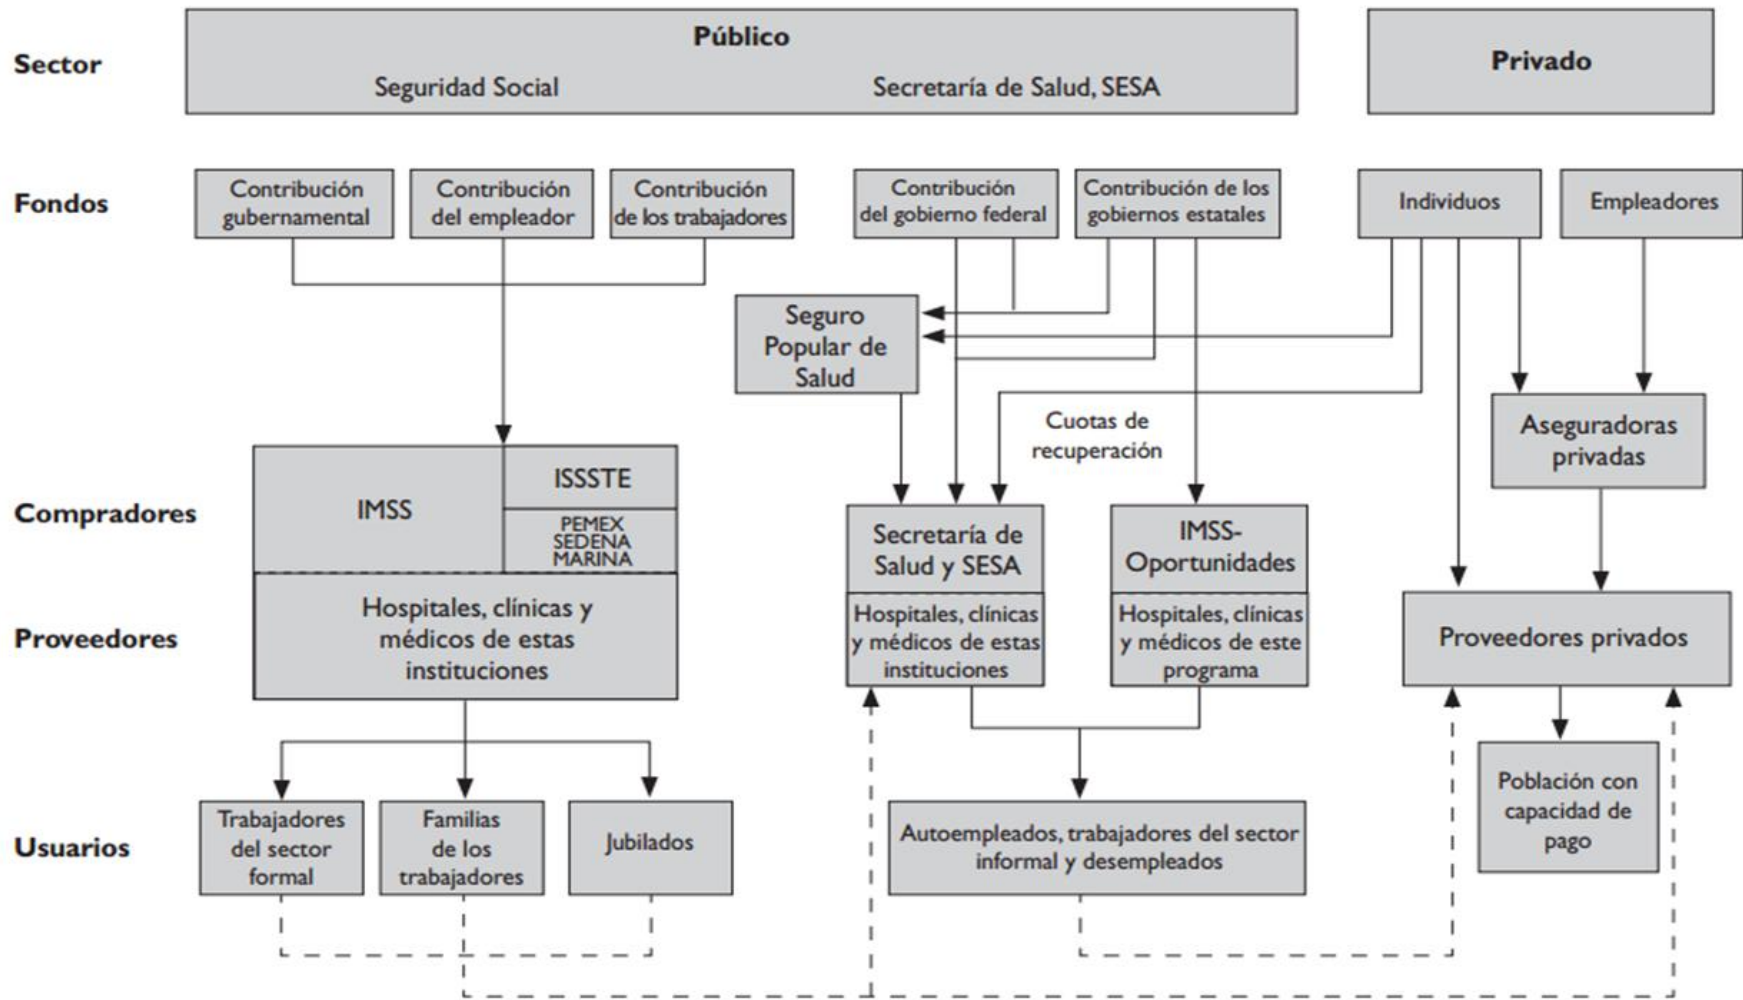 Sector
Público
Seguridad Social
Secretaría de Salud, SESA
Privado
Fondos
Contribución
gubernamental
Contribución
del empleador
Contribución
de los trabajadores
Contribución
del gobierno federal
Contribución de los
gobiernos estatales
Individuos
Empleadores
Seguro
Popular de
Salud
Cuotas de
recuperación
Aseguradoras
privadas
Compradores
IMSS
ISSSTE
PEMEX
SEDENA
MARINA
Secretaría de
Salud y SESA
IMSS-
Oportunidades
Proveedores
Hospitales, clínicas y
médicos de estas
instituciones
Hospitales, clínicas
y médicos de estas
instituciones
Hospitales, clínicas
y médicos de este
programa
Proveedores privados
Usuarios
Trabajadores
del sector
formal
Familias
de los
trabajadores
Jubilados
Autoempleados, trabajadores del sector
informal y desempleados
Población con
capacidad de
pago